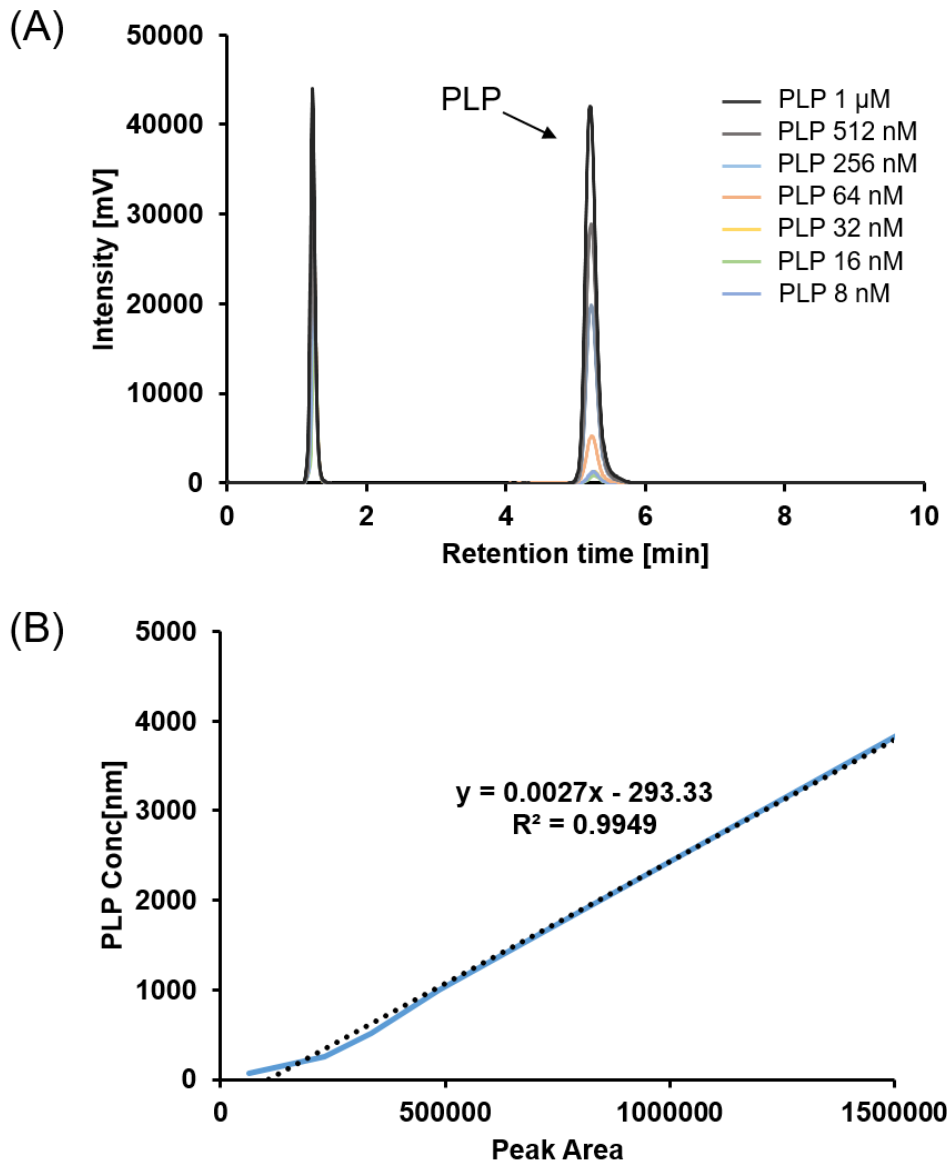 (A)
50000
40000
30000
20000
10000
0
Intensity [mV]
PLP
PLP 1 µM
PLP 512 nM
PLP 256 nM
PLP 64 nM
PLP 32 nM
PLP 16 nM
PLP 8 nM
0 2 4 6 8 10
Retention time [min]
(B)
5000
4000
3000
2000
1000
0
PLP Conc[nm]
y = 0.0027x - 293.33
R² = 0.9949
0 500000 1000000 1500000
Peak Area